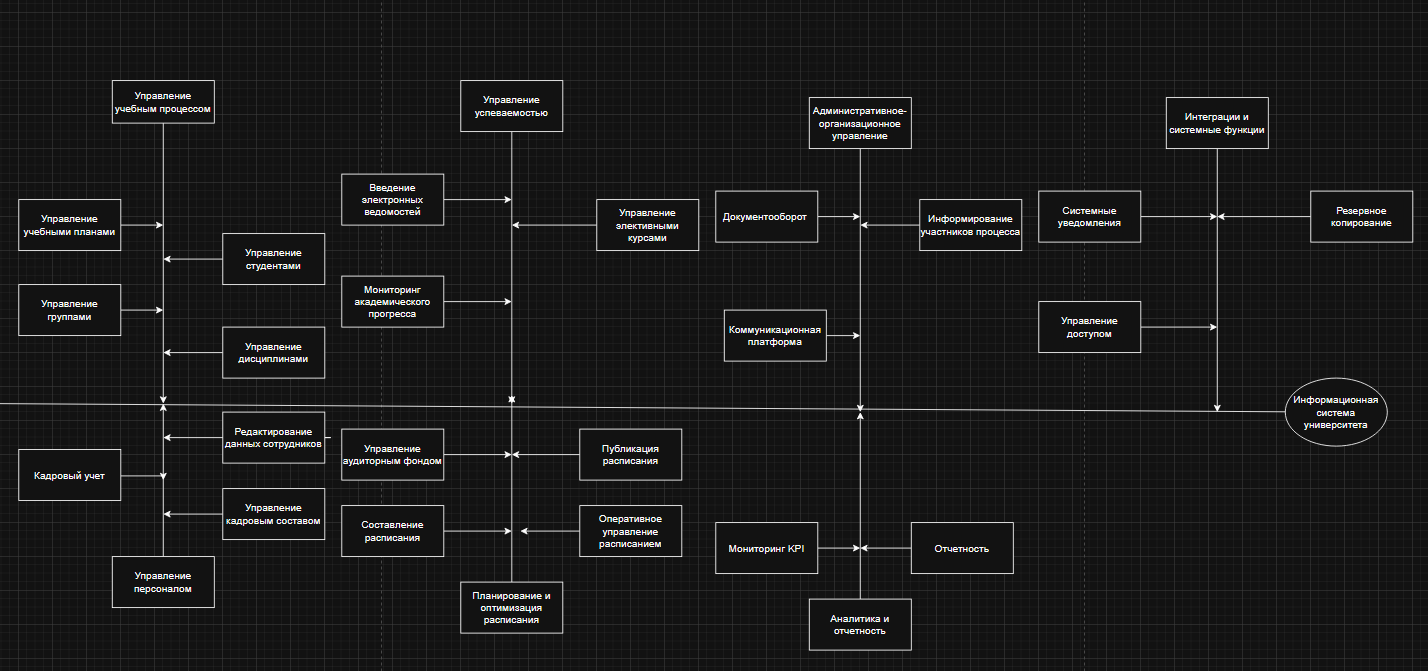 Управление
учебным процессом
Управление
успеваемостью
Административное-
организационное
управление
Интеграции и
системные функции
Введение
электронных
ведомостей
Управление
учебными планами
Управление
элективными
курсами
Документооборот
Информирование
участников процесса
Системные
уведомления
Резервное
копирование
Управление
студентами
Управление
группами
Мониторинг
академического
прогресса
Коммуникационная
платформа
Управление
доступом
Управление
дисциплинами
Информационная
система
университета
Редактирование
данных сотрудников
Управление
аудиторным фондом
Публикация
расписания
Кадровый учет
Управление
кадровым составом
Составление
расписания
Оперативное
управление
расписанием
Мониторинг KPI
Отчетность
Управление
персоналом
Планирование и
оптимизация
расписания
Аналитика и
отчетность